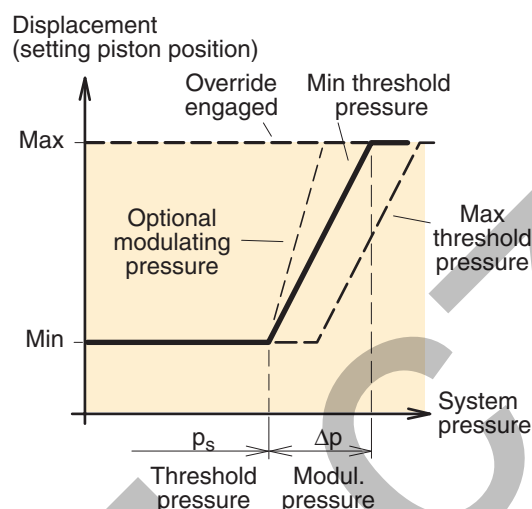 Displacement
(setting piston position)
Override
engaged
Min threshold
pressure
Max
Optional
modulating
pressure
Max
threshold
pressure
Min
System
pressure
ps
Δp
Threshold
pressure
Modul.
pressure